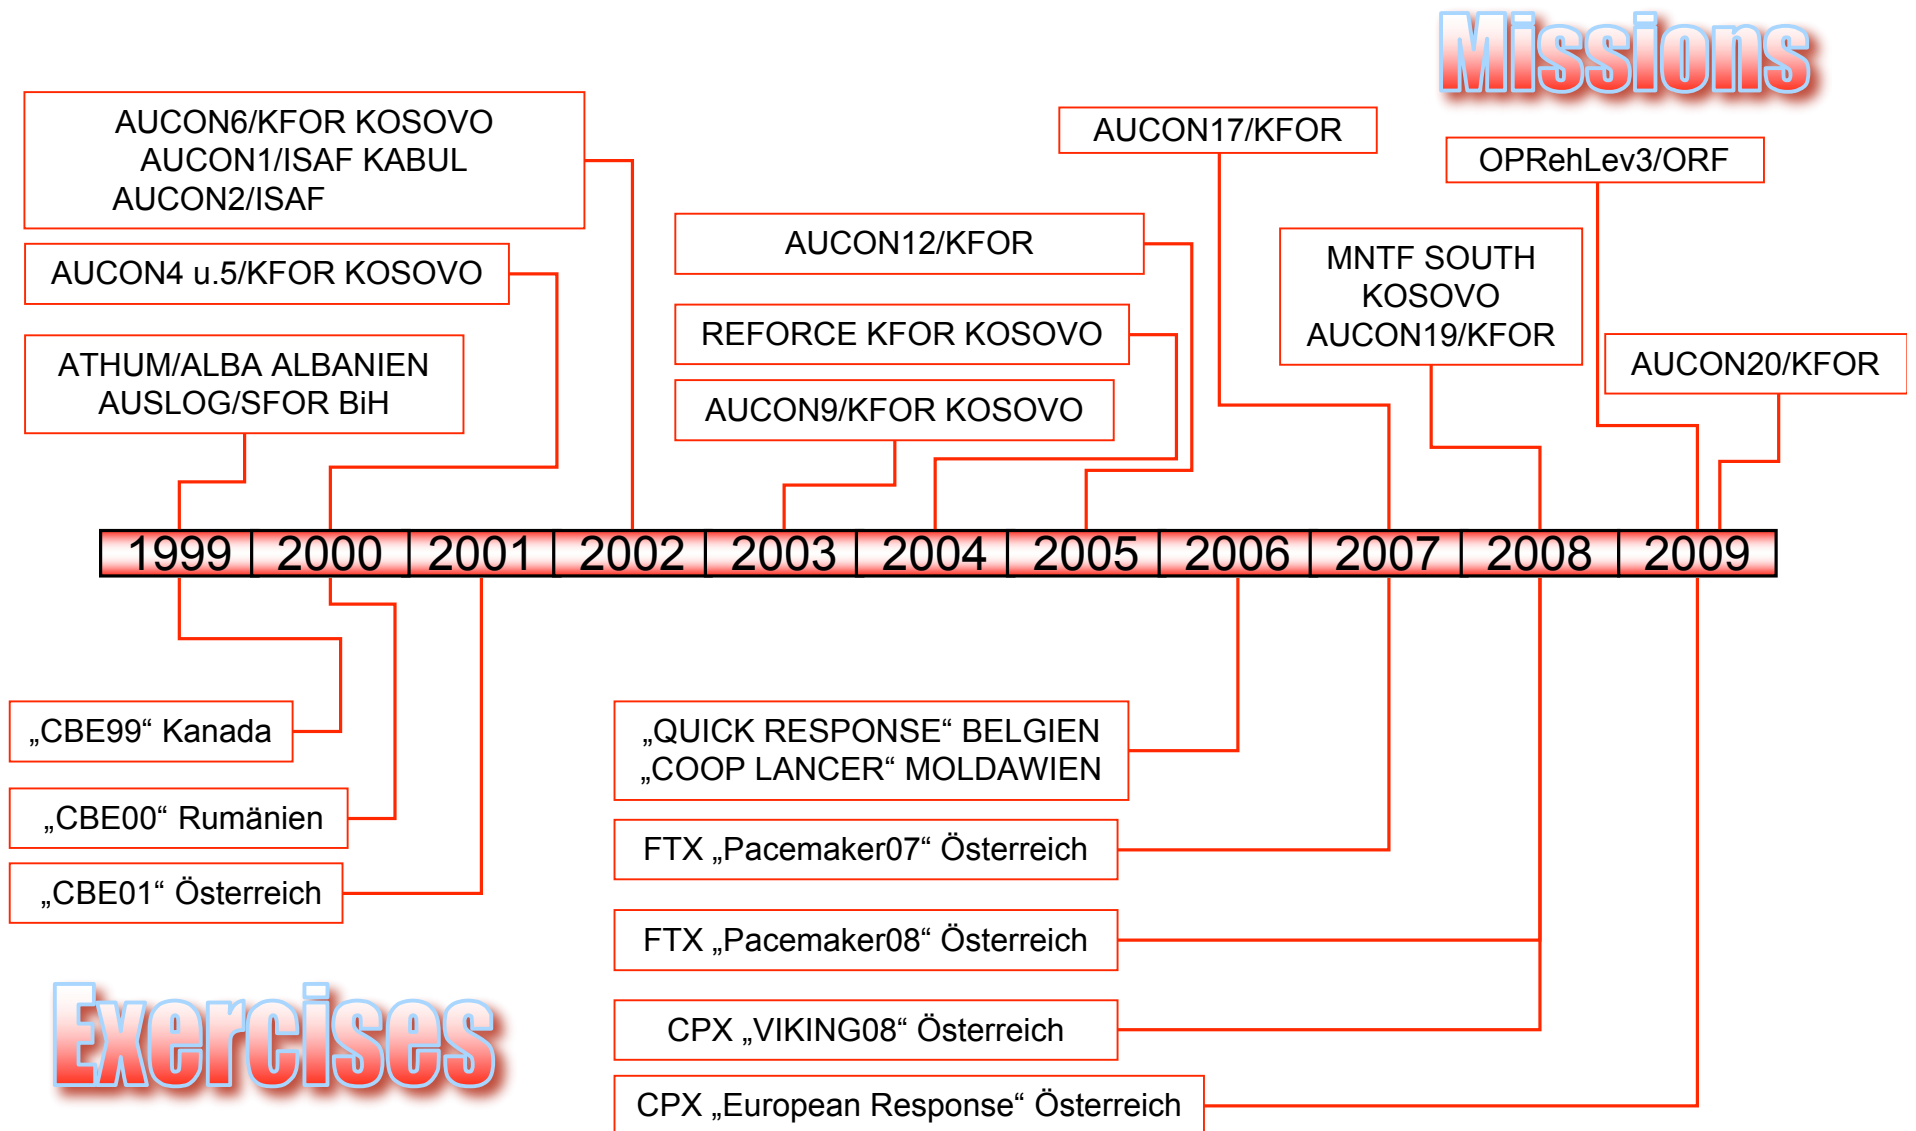 Missions
AUCON6/KFOR KOSOVO
AUCON1/ISAF KABUL
AUCON2/ISAF
AUCON17/KFOR
OPRehLev3/ORF
AUCON4 u.5/KFOR KOSOVO
AUCON12/KFOR
MNTF SOUTH
KOSOVO
AUCON19/KFOR
ATHUM/ALBA ALBANIEN
AUSLOG/SFOR BiH
REFORCE KFOR KOSOVO
AUCON9/KFOR KOSOVO
AUCON20/KFOR
1999 2000 2001 2002 2003 2004 2005 2006 2007 2008 2009
„CBE99“ Kanada
„CBE00“ Rumänien
„CBE01“ Österreich
„QUICK RESPONSE“ BELGIEN
„COOP LANCER“ MOLDAWIEN
FTX „Pacemaker07“ Österreich
FTX „Pacemaker08“ Österreich
CPX „VIKING08“ Österreich
CPX „European Response“ Österreich
Exercises